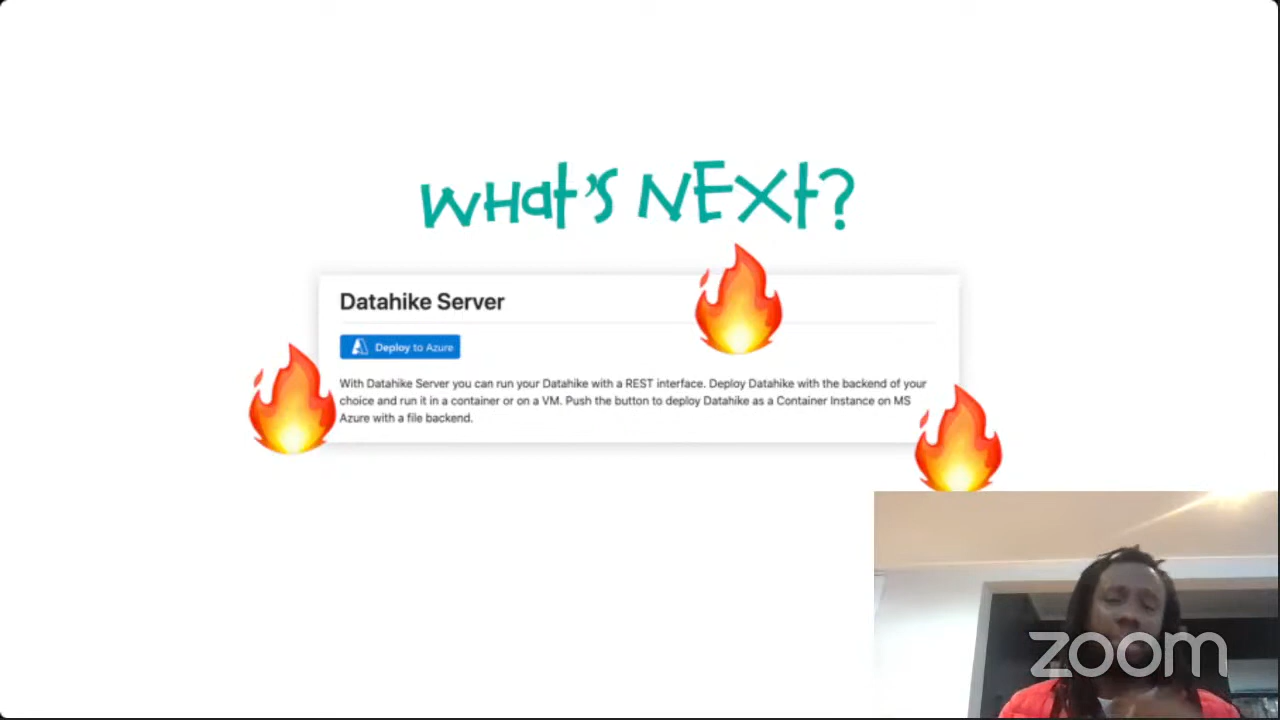 What's Next?
Datahike Server
Deploy to Azure
With Datahike Server you can run your Datahike with a REST interface. Deploy Datahike with the backend of your
choice and run it in a container or on a VM. Push the button to deploy Datahike as a Container Instance on MS
Azure with a file backend.
zoom